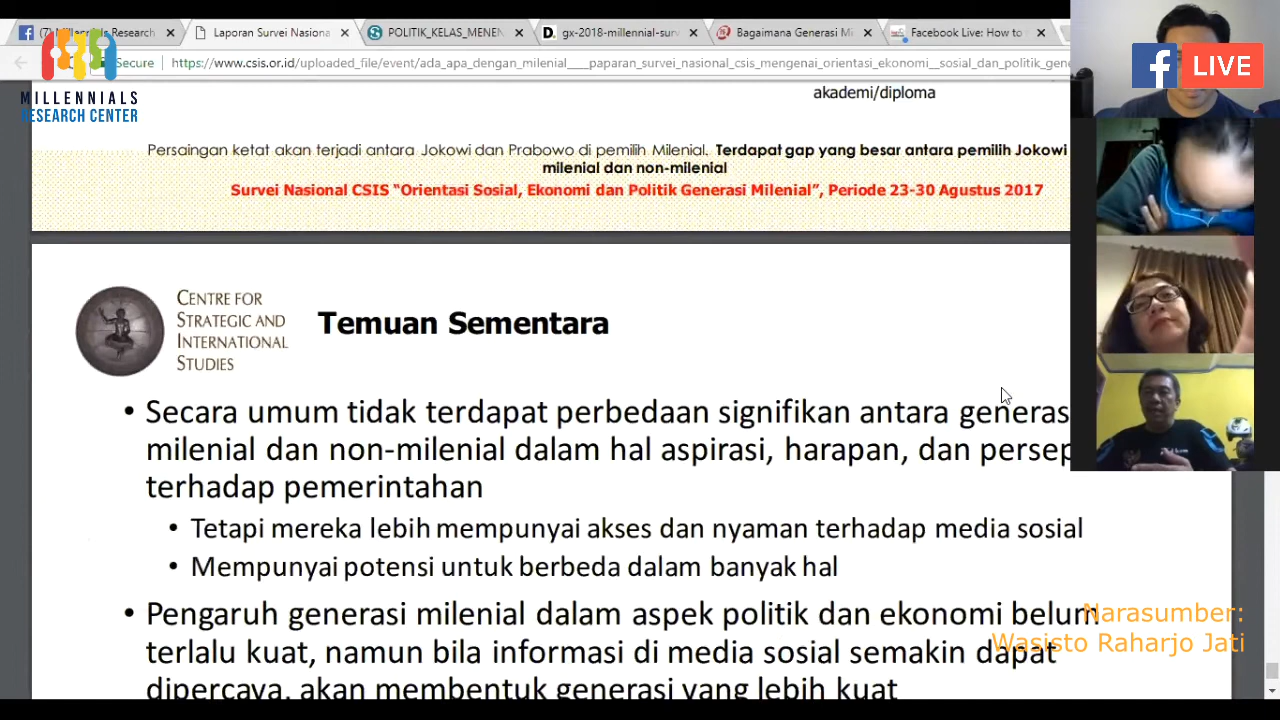 (7) Millennials Research
Laporan Survei Nasiona
POLITIK_KELAS_MENEN
D. gx-2018-millennial-surv
Bagaimana Generasi Mi
Facebook Live: How to
Secure
https://www.csis.or.id/uploaded_file/event/ada_apa_dengan_milenial____paparan_survei_nasional_csis_mengenai_orientasi_ekonomi__sosial_dan_politik_gene
f LIVE
MILLENNIALS
RESEARCH CENTER
akademi/diploma
Persaingan ketat akan terjadi antara Jokowi dan Prabowo di pemilih Milenial. Terdapat gap yang besar antara pemilih Jokowi
milenial dan non-milenial
Survei Nasional CSIS "Orientasi Sosial, Ekonomi dan Politik Generasi Milenial", Periode 23-30 Agustus 2017
CENTRE FOR
STRATEGIC AND
INTERNATIONAL
STUDIES
Temuan Sementara
• Secara umum tidak terdapat perbedaan signifikan antara generas
milenial dan non-milenial dalam hal aspirasi, harapan, dan persep
terhadap pemerintahan
• Tetapi mereka lebih mempunyai akses dan nyaman terhadap media sosial
• Mempunyai potensi untuk berbeda dalam banyak hal
• Pengaruh generasi milenial dalam aspek politik dan ekonomi belum
terlalu kuat, namun bila informasi di media sosial semakin dapat
dipercaya, akan membentuk generasi yang lebih kuat
Narasumber:
Wasisto Raharjo Jati